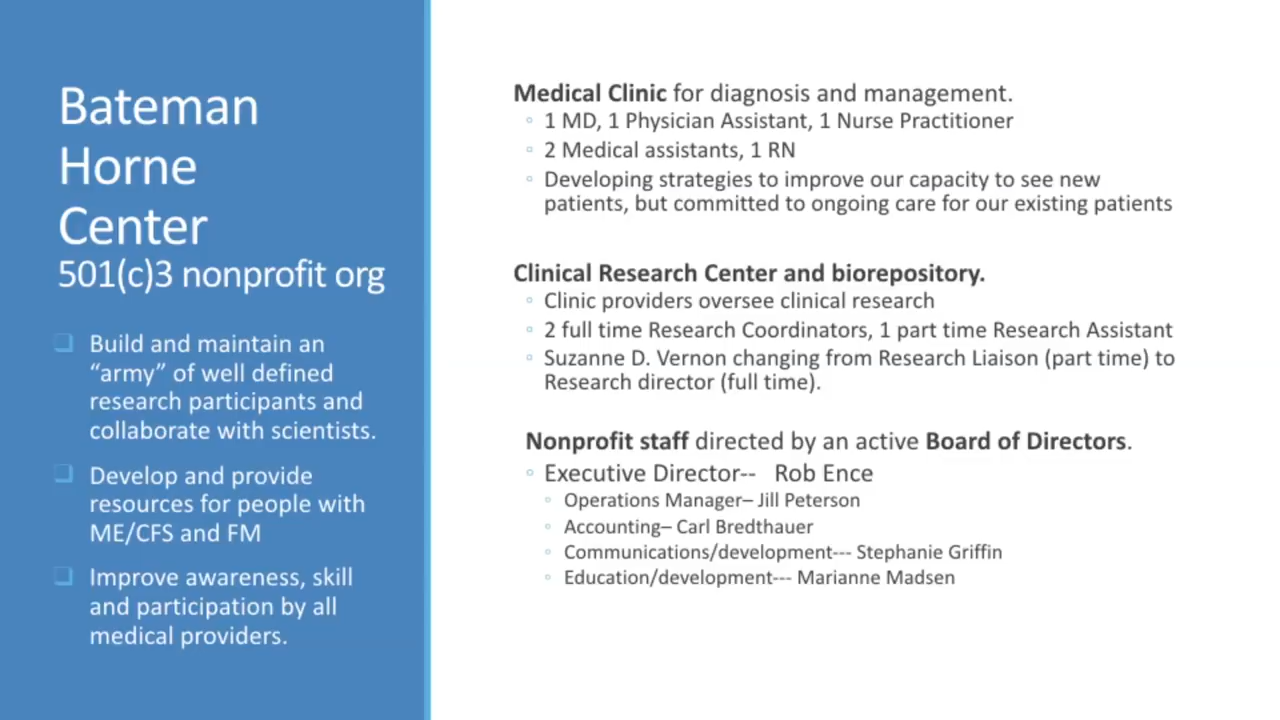 Bateman
Horne
Center
501(c)3 nonprofit org
❑ Build and maintain an
“army” of well defined
research participants and
collaborate with scientists.
❑ Develop and provide
resources for people with
ME/CFS and FM
❑ Improve awareness, skill
and participation by all
medical providers.
Medical Clinic for diagnosis and management.
◦ 1 MD, 1 Physician Assistant, 1 Nurse Practitioner
◦ 2 Medical assistants, 1 RN
◦ Developing strategies to improve our capacity to see new
patients, but committed to ongoing care for our existing patients
Clinical Research Center and biorepository.
◦ Clinic providers oversee clinical research
◦ 2 full time Research Coordinators, 1 part time Research Assistant
◦ Suzanne D. Vernon changing from Research Liaison (part time) to
Research director (full time).
Nonprofit staff directed by an active Board of Directors.
◦ Executive Director-- Rob Ence
◦ Operations Manager– Jill Peterson
◦ Accounting– Carl Bredthauer
◦ Communications/development--- Stephanie Griffin
◦ Education/development--- Marianne Madsen